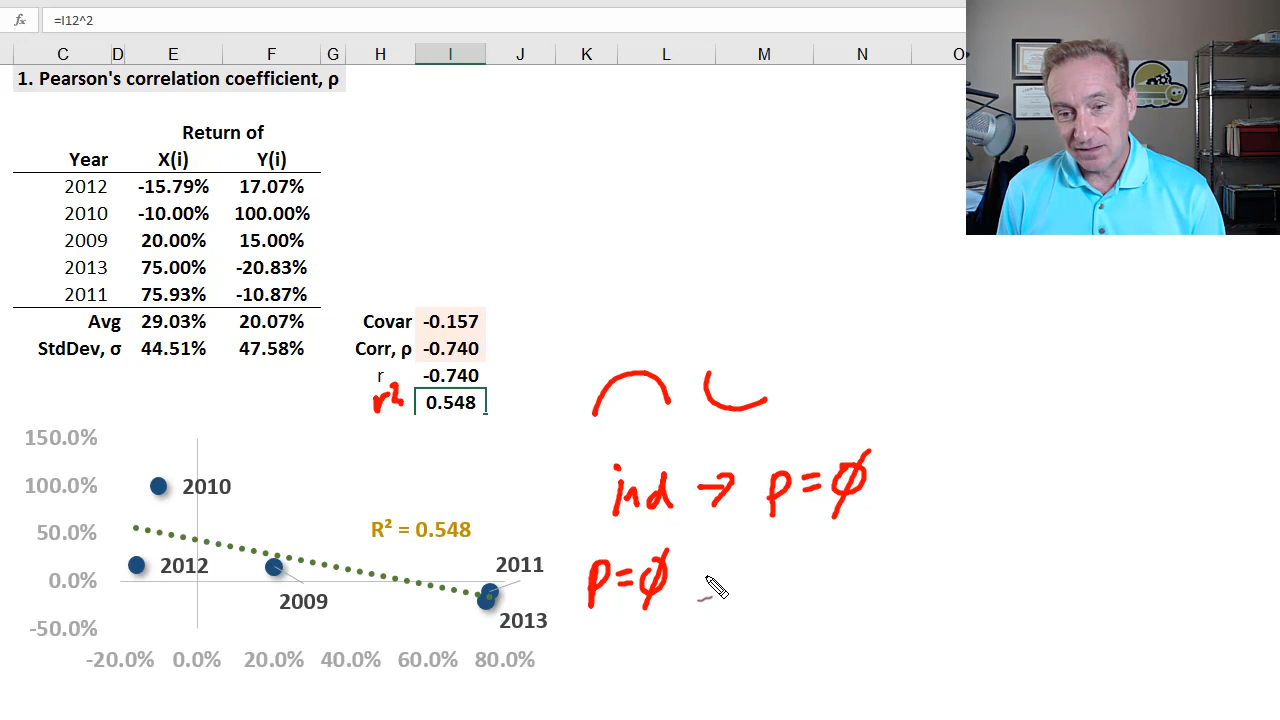 fx =I12^2
C D E F G H I J K L M N O
1. Pearson's correlation coefficient, ρ
Return of
Year X(i) Y(i)
2012 -15.79% 17.07%
2010 -10.00% 100.00%
2009 20.00% 15.00%
2013 75.00% -20.83%
2011 75.93% -10.87%
Avg 29.03% 20.07% Covar -0.157
StdDev, σ 44.51% 47.58% Corr, ρ -0.740
r -0.740
r² 0.548
ind → ρ = ∅
ρ = ∅
150.0%
100.0%
50.0%
0.0%
-50.0%
2010
R² = 0.548
2012
2011
2009
2013
-20.0% 0.0% 20.0% 40.0% 60.0% 80.0%